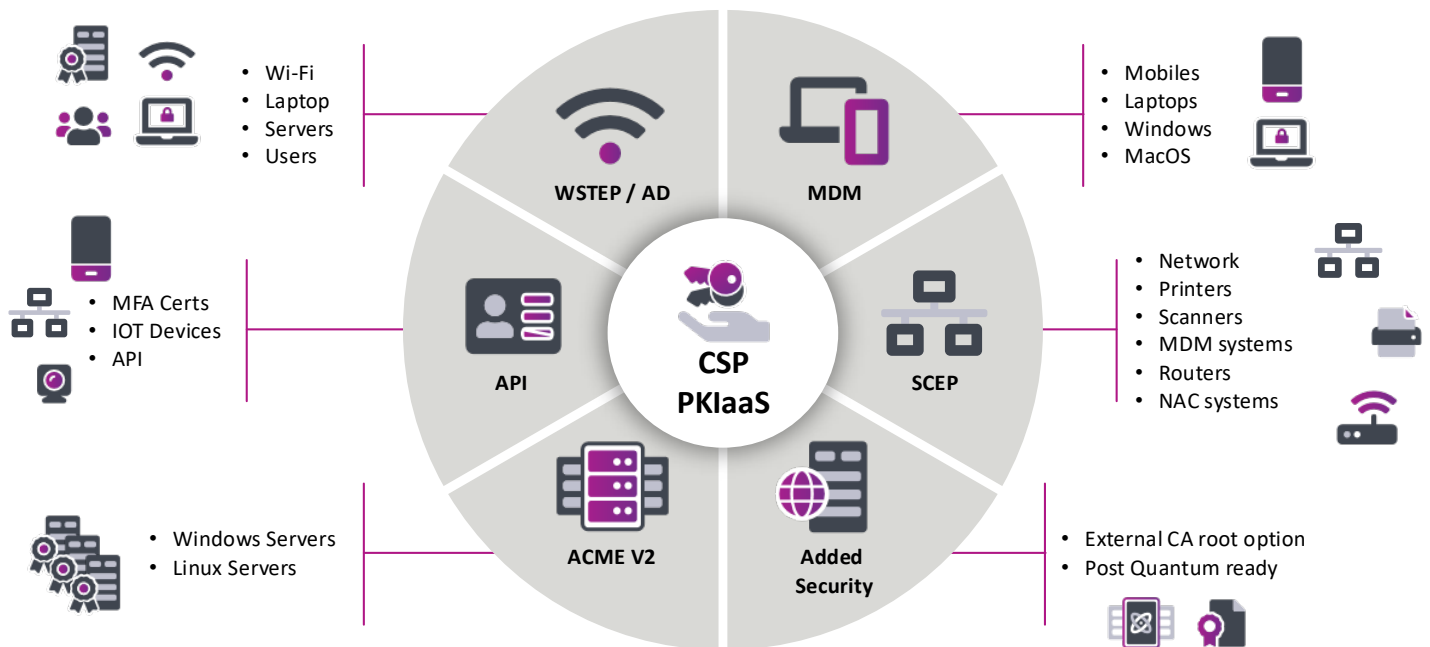 • Wi-Fi
• Laptop
• Servers
• Users
WSTEP / AD
MDM
• Mobiles
• Laptops
• Windows
• MacOS
• MFA Certs
• IOT Devices
• API
API
CSP
PKIaaS
SCEP
• Network
• Printers
• Scanners
• MDM systems
• Routers
• NAC systems
• Windows Servers
• Linux Servers
ACME V2
Added
Security
• External CA root option
• Post Quantum ready